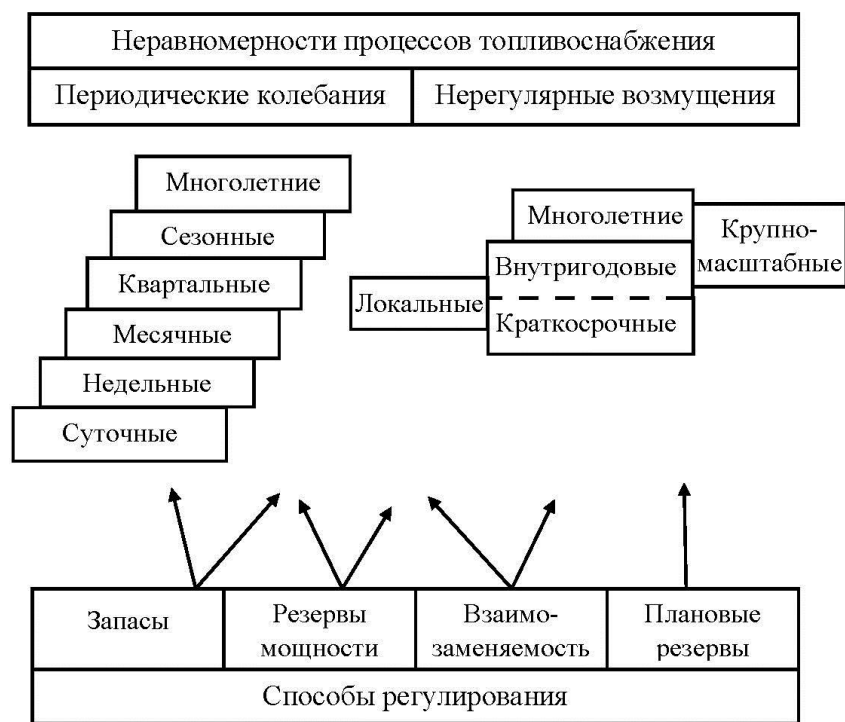 Неравномерности процессов топливоснабжения
Периодические колебания
Нерегулярные возмущения
Многолетние
Сезонные
Квартальные
Месячные
Недельные
Суточные
Многолетние
Крупно-
масштабные
Внутригодовые
Локальные
Краткосрочные
Запасы
Резервы
мощности
Взаимо-
заменяемость
Плановые
резервы
Способы регулирования